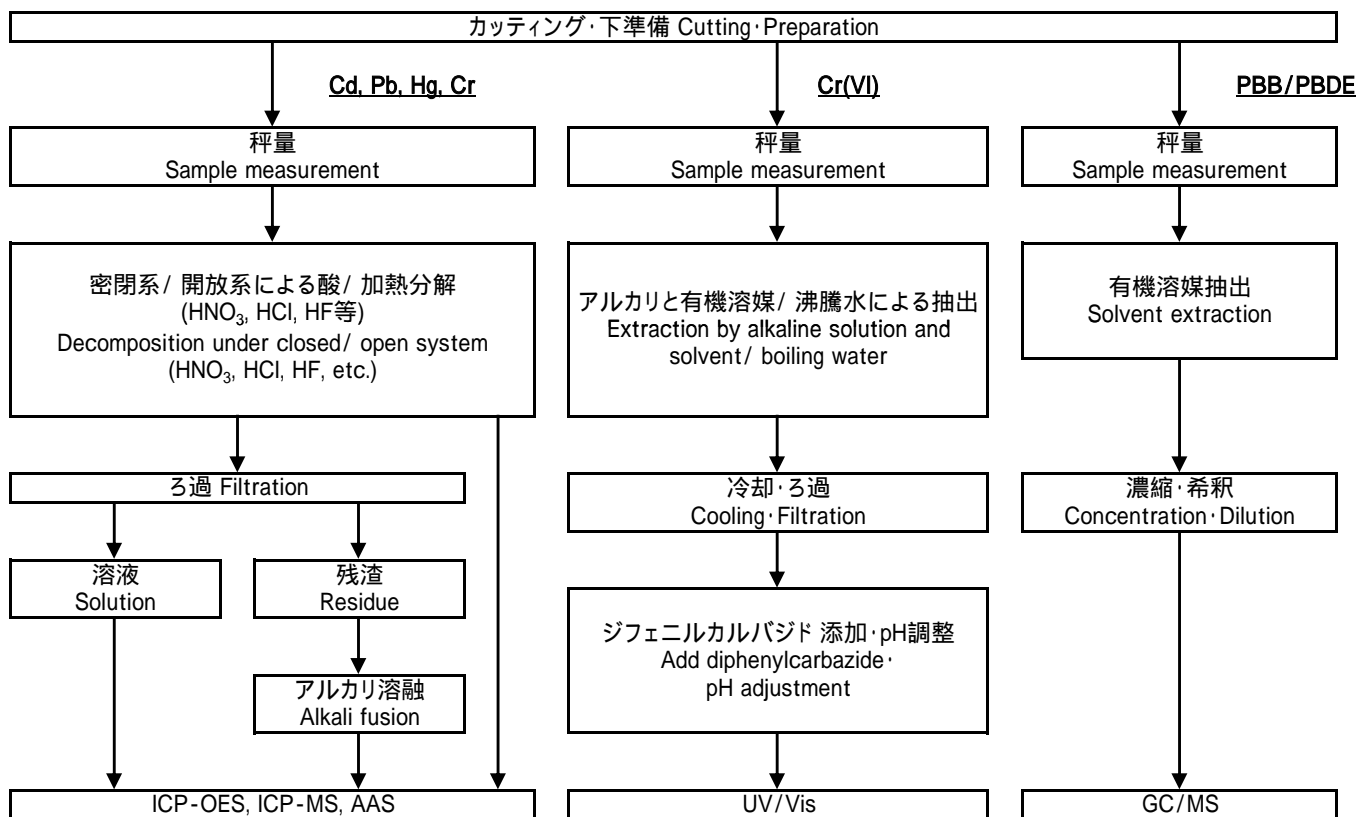 カッティング･下準備 Cutting･Preparation
Cd, Pb, Hg, Cr
Cr(VI)
PBB/PBDE
秤量
Sample measurement
秤量
Sample measurement
秤量
Sample measurement
密閉系/ 開放系による酸/ 加熱分解
(HNO₃, HCl, HF等)
Decomposition under closed/ open system
(HNO₃, HCl, HF, etc.)
アルカリと有機溶媒/ 沸騰水による抽出
Extraction by alkaline solution and
solvent/ boiling water
有機溶媒抽出
Solvent extraction
ろ過 Filtration
冷却･ろ過
Cooling･Filtration
濃縮･希釈
Concentration･Dilution
溶液
Solution
残渣
Residue
ジフェニルカルバジド 添加･pH調整
Add diphenylcarbazide･
pH adjustment
アルカリ溶融
Alkali fusion
ICP-OES, ICP-MS, AAS
UV/Vis
GC/MS